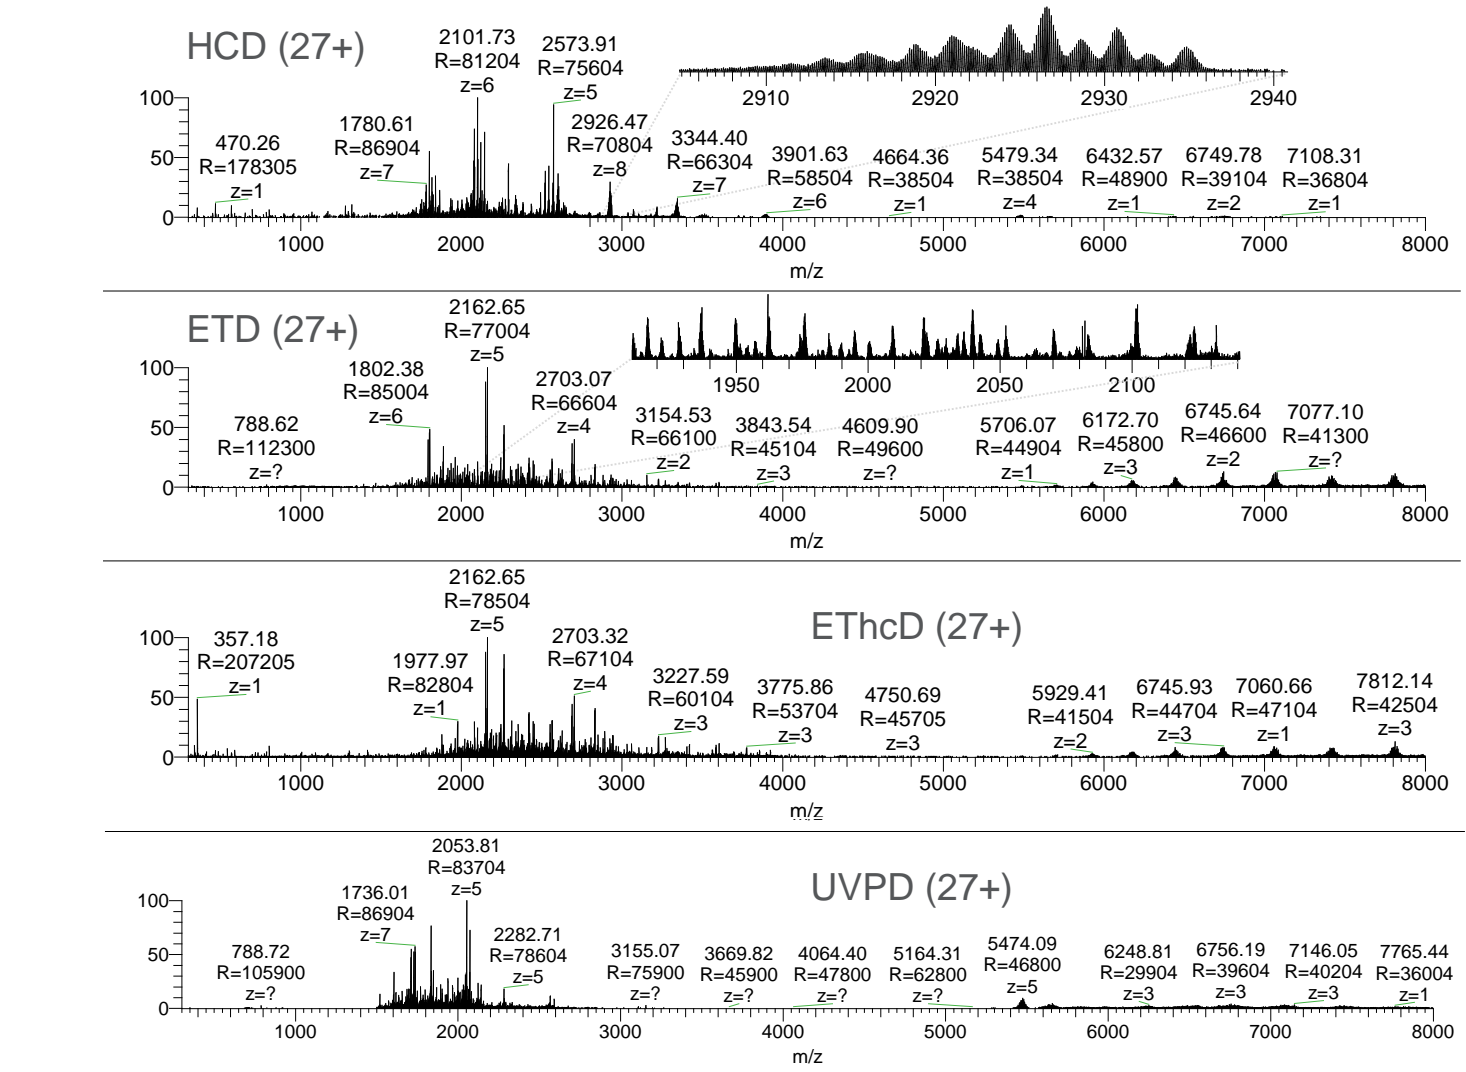 HCD (27+)
2101.73
R=81204
z=6
2573.91
R=75604
z=5
2910 2920 2930 2940
470.26
R=178305
z=1
1780.61
R=86904
z=7
2926.47
R=70804
z=8
3344.40
R=66304
z=7
3901.63
R=58504
z=6
4664.36
R=38504
z=1
5479.34
R=38504
z=4
6432.57
R=48900
z=1
6749.78
R=39104
z=2
7108.31
R=36804
z=1
100
50
0
1000 2000 3000 4000 5000 6000 7000 8000
m/z
ETD (27+)
2162.65
R=77004
z=5
1950 2000 2050 2100
788.62
R=112300
z=?
1802.38
R=85004
z=6
2703.07
R=66604
z=4
3154.53
R=66100
z=2
3843.54
R=45104
z=3
4609.90
R=49600
z=?
5706.07
R=44904
z=1
6172.70
R=45800
z=3
6745.64
R=46600
z=2
7077.10
R=41300
z=?
100
50
0
1000 2000 3000 4000 5000 6000 7000 8000
m/z
EThcD (27+)
357.18
R=207205
z=1
1977.97
R=82804
z=1
2162.65
R=78504
z=5
2703.32
R=67104
z=4
3227.59
R=60104
z=3
3775.86
R=53704
z=3
4750.69
R=45705
z=3
5929.41
R=41504
z=2
6745.93
R=44704
z=3
7060.66
R=47104
z=1
7812.14
R=42504
z=3
100
50
0
1000 2000 3000 4000 5000 6000 7000 8000
m/z
UVPD (27+)
788.72
R=105900
z=?
1736.01
R=86904
z=7
2053.81
R=83704
z=5
2282.71
R=78604
z=5
3155.07
R=75900
z=?
3669.82
R=45900
z=?
4064.40
R=47800
z=?
5164.31
R=62800
z=?
5474.09
R=46800
z=5
6248.81
R=29904
z=3
6756.19
R=39604
z=3
7146.05
R=40204
z=3
7765.44
R=36004
z=1
100
50
0
1000 2000 3000 4000 5000 6000 7000 8000
m/z